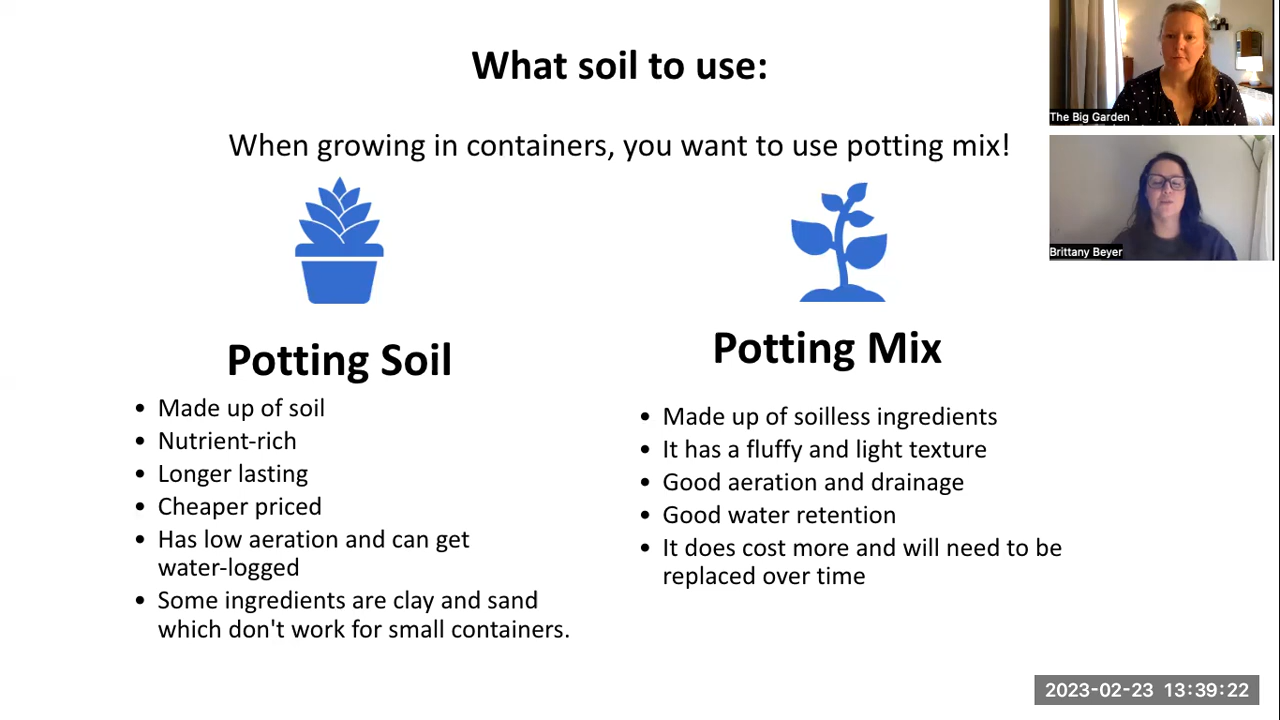 What soil to use:
When growing in containers, you want to use potting mix!
Potting Soil
• Made up of soil
• Nutrient-rich
• Longer lasting
• Cheaper priced
• Has low aeration and can get
water-logged
• Some ingredients are clay and sand
which don't work for small containers.
Potting Mix
• Made up of soilless ingredients
• It has a fluffy and light texture
• Good aeration and drainage
• Good water retention
• It does cost more and will need to be
replaced over time
The Big Garden
Brittany Beyer
2023-02-23 13:39:22